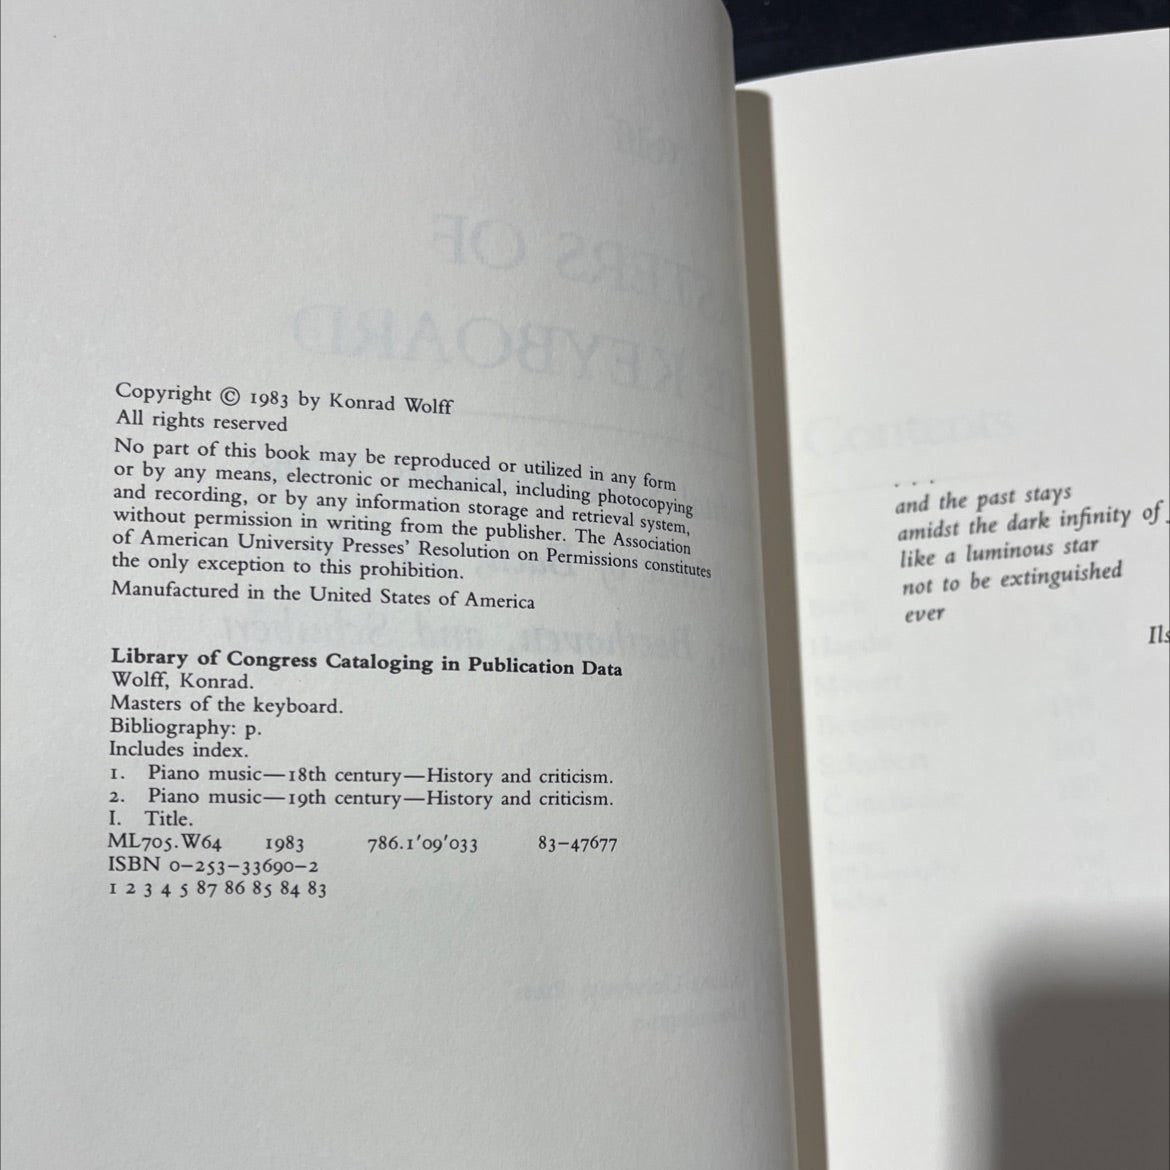 Copyright © 1983 by Konrad Wolff
All rights reserved
No part of this book may be reproduced or utilized in any form
or by any means, electronic or mechanical, including photocopying
and recording, or by any information storage and retrieval system,
without permission in writing from the publisher. The Association
of American University Presses' Resolution on Permissions constitutes
the only exception to this prohibition.
Manufactured in the United States of America
Library of Congress Cataloging in Publication Data
Wolff, Konrad.
Masters of the keyboard.
Bibliography: p.
Includes index.
1. Piano music—18th century—History and criticism.
2. Piano music—19th century—History and criticism.
I. Title.
ML705.W64 1983 786.1'09'033 83-47677
ISBN 0-253-33690-2
1 2 3 4 5 87 86 85 84 83
. . .
and the past stays
amidst the dark infinity of
like a luminous star
not to be extinguished
ever
Ils